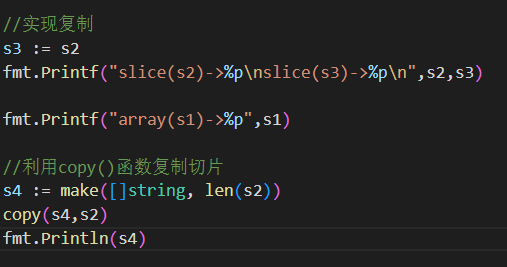 //实现复制
s3 := s2
fmt.Printf("slice(s2)->%p\nslice(s3)->%p\n",s2,s3)
fmt.Printf("array(s1)->%p",s1)
//利用copy()函数复制切片
s4 := make([]string, len(s2))
copy(s4,s2)
fmt.Println(s4)